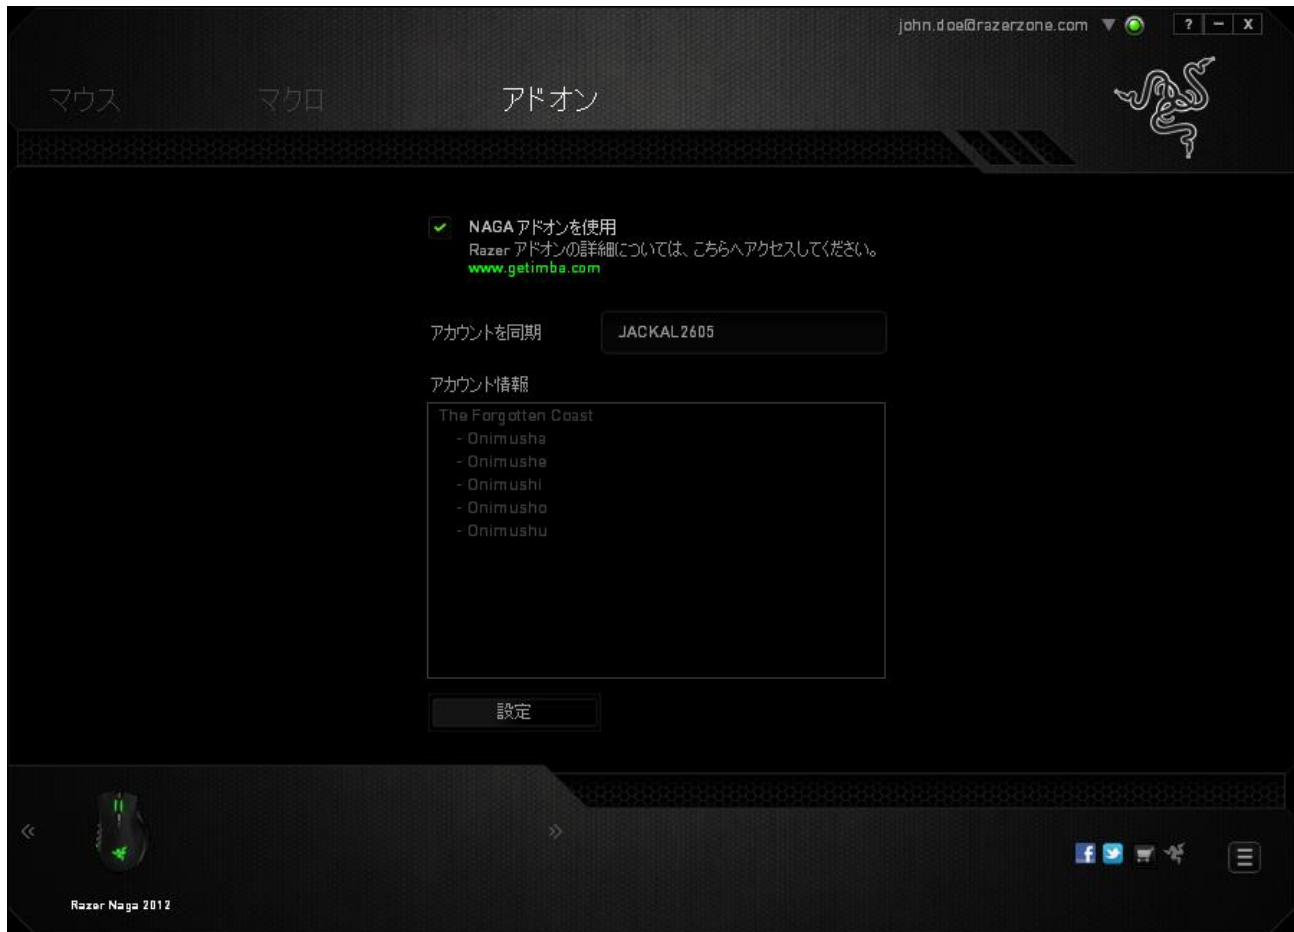 john.doe@razerzone.com
? – X
マウス マクロ アドオン
NAGA アドオンを使用
Razer アドオンの詳細については、こちらへアクセスしてください。
www.getimba.com
アカウントを同期 JACKAL2605
アカウント情報
The Forgotten Coast
- Onimusha
- Onimushe
- Onimushi
- Onimusho
- Onimushu
設定
Razer Naga 2012